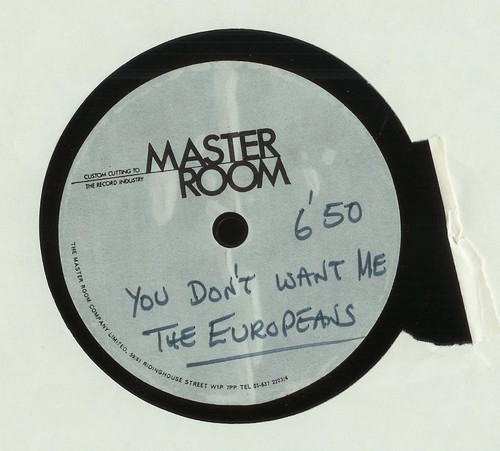 MASTER
ROOM
CUSTOM CUTTING TO
THE RECORD INDUSTRY
6'50
YOU DON'T WANT ME
THE EUROPEANS
THE MASTER ROOM COMPANY LIMITED, 59/61 RIDINGHOUSE STREET W1P 7PP TEL 01-631 2223/4